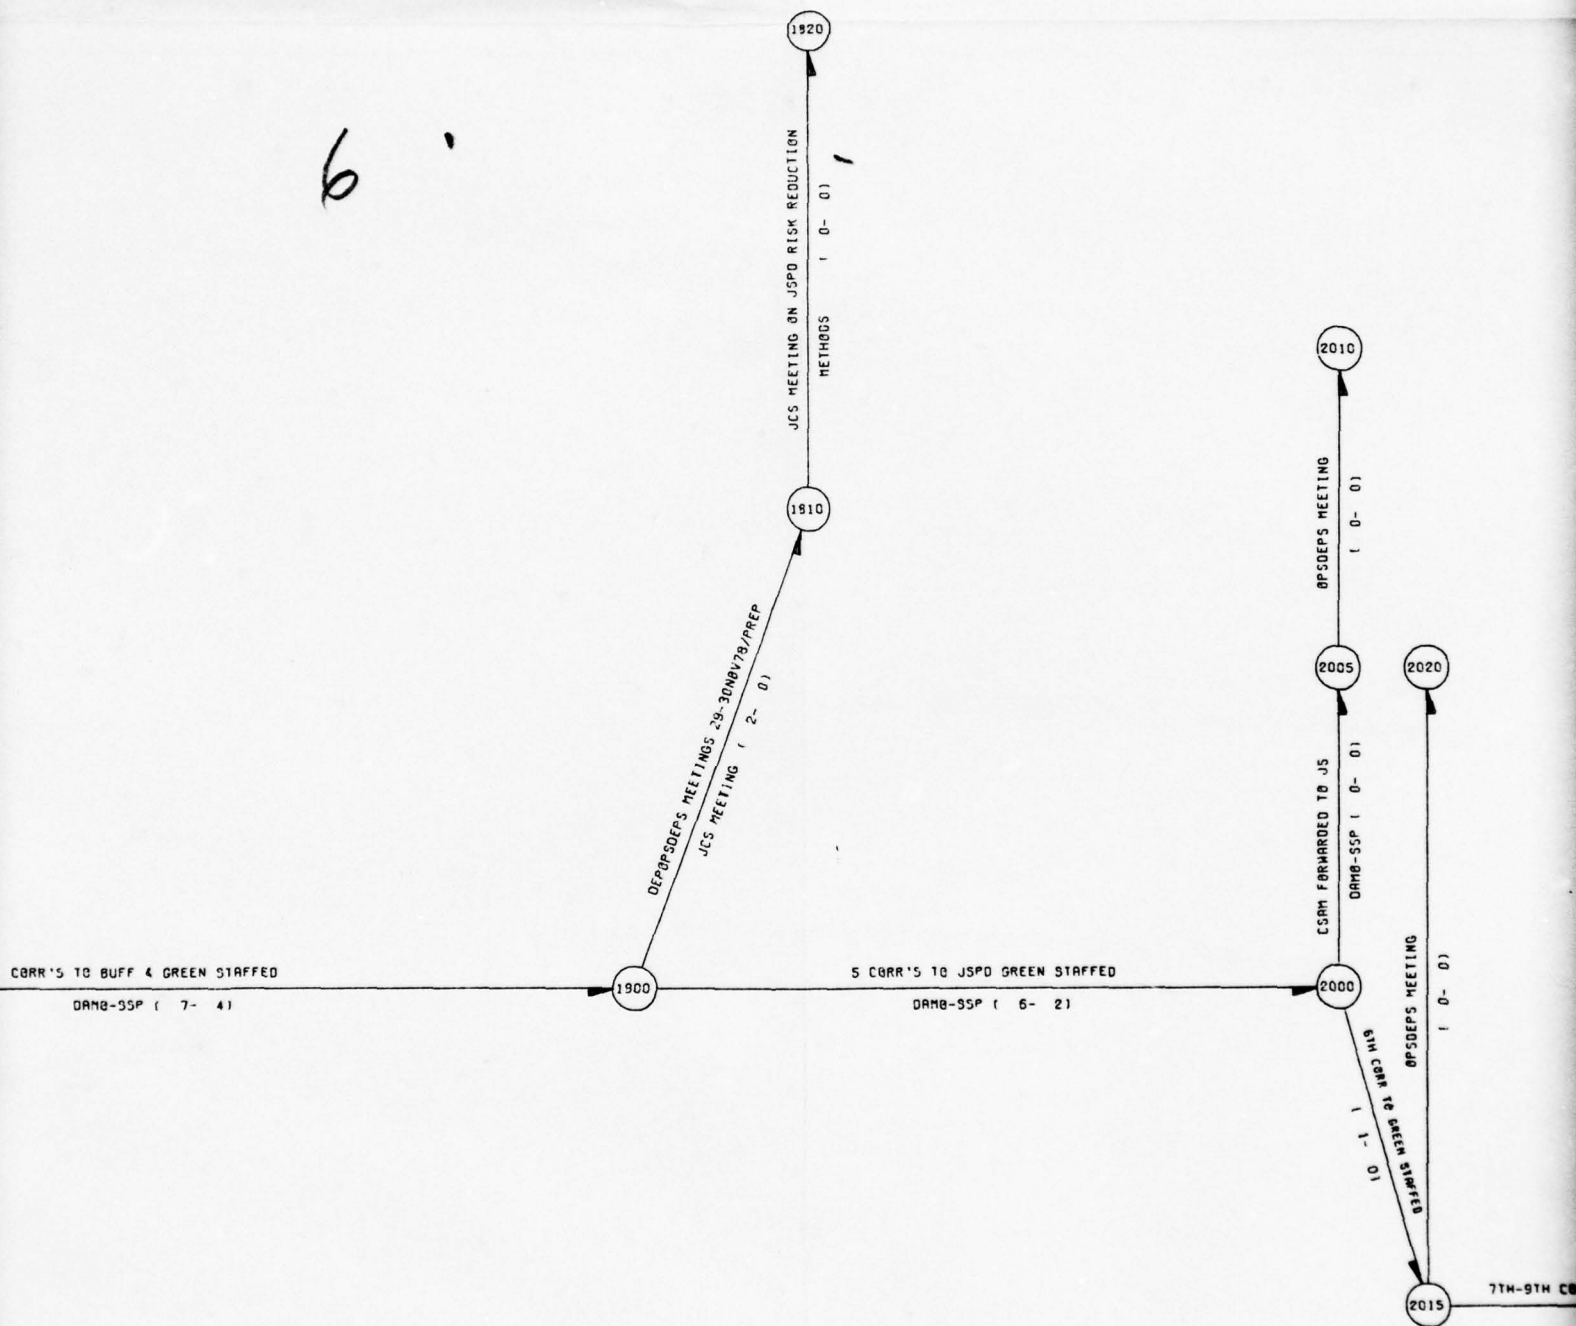 1920
6
JCS MEETING ON JSPD RISK REDUCTION
METHODS ( 0- 0)
2010
OPSDEPS MEETING
( 0- 0)
1910
DEPOPSDEPS MEETINGS 29-30NOV78/PREP
JCS MEETING ( 2- 0)
2005
2020
CSAM FORWARDED TO JS
DAMO-SSP ( 0- 0)
OPSDEPS MEETING
( 0- 0)
CORR'S TO BUFF & GREEN STAFFED
DAMO-SSP ( 7- 4)
1900
5 CORR'S TO JSPD GREEN STAFFED
DAMO-SSP ( 6- 2)
2000
6TH CORR TO GREEN STAFFED
( 1- 0)
2015
7TH-9TH CO